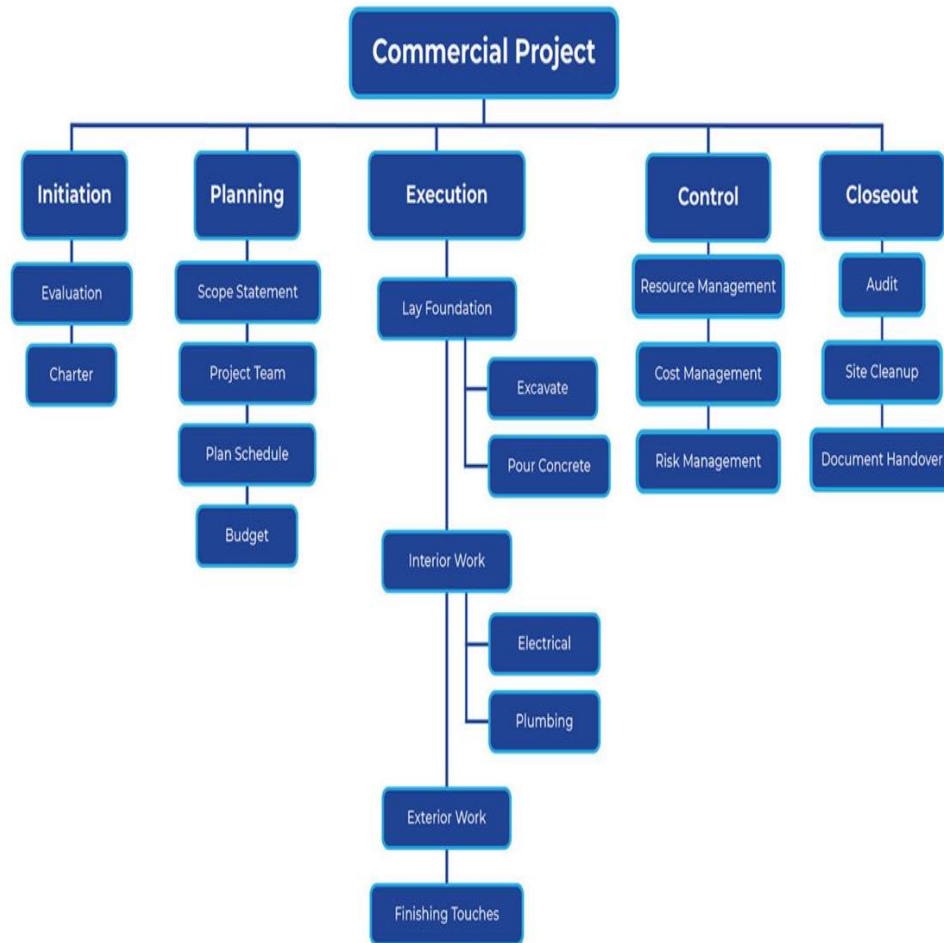 Commercial Project
Initiation
Planning
Execution
Control
Closeout
Evaluation
Charter
Scope Statement
Project Team
Plan Schedule
Budget
Lay Foundation
Excavate
Pour Concrete
Interior Work
Electrical
Plumbing
Exterior Work
Finishing Touches
Resource Management
Cost Management
Risk Management
Audit
Site Cleanup
Document Handover